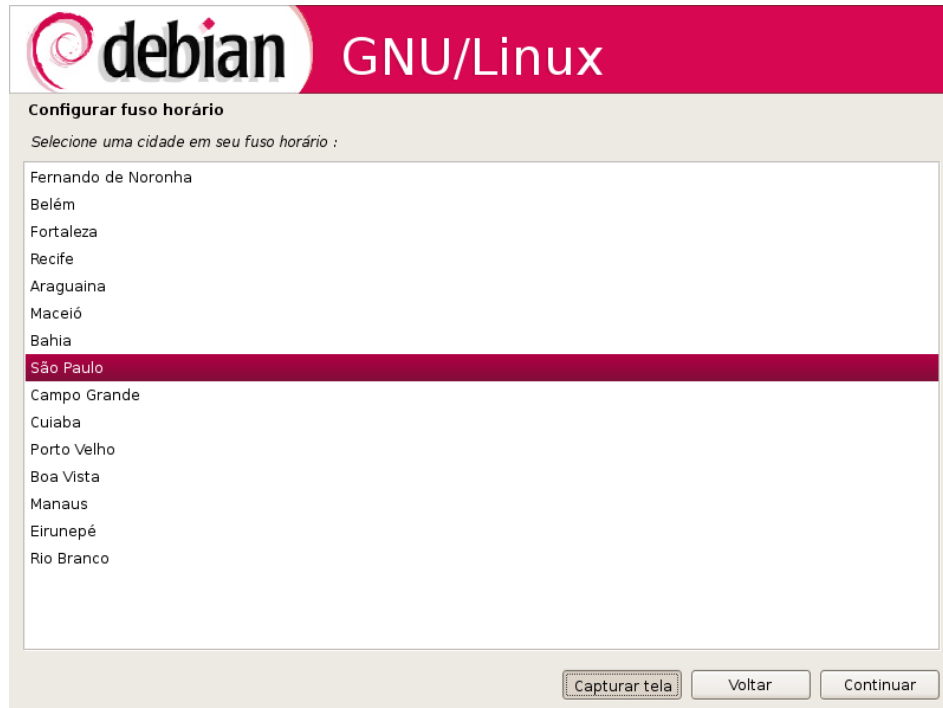 debian GNU/Linux
Configurar fuso horário
Selecione uma cidade em seu fuso horário :
Fernando de Noronha
Belém
Fortaleza
Recife
Araguaina
Maceió
Bahia
São Paulo
Campo Grande
Cuiaba
Porto Velho
Boa Vista
Manaus
Eirunepé
Rio Branco
Capturar tela Voltar Continuar